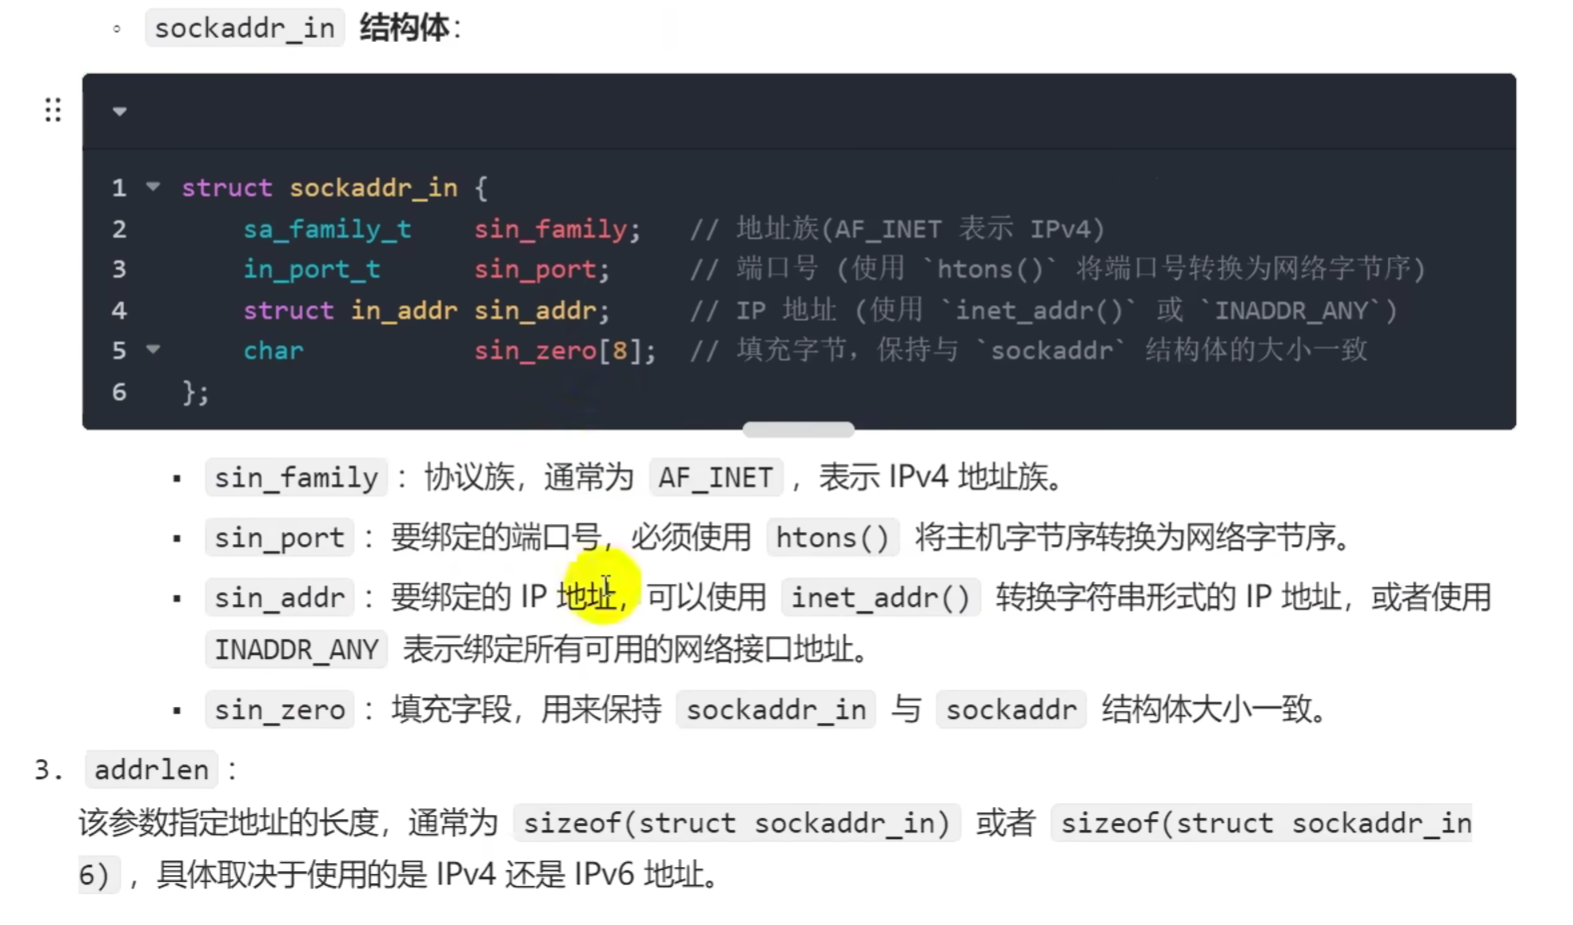 sockaddr_in 结构体：
1 struct sockaddr_in {
2 sa_family_t sin_family; // 地址族(AF_INET 表示 IPv4)
3 in_port_t sin_port; // 端口号 (使用 `htons()` 将端口号转换为网络字节序)
4 struct in_addr sin_addr; // IP 地址 (使用 `inet_addr()` 或 `INADDR_ANY`)
5 char sin_zero[8]; // 填充字节，保持与 `sockaddr` 结构体的大小一致
6 };
sin_family ：协议族，通常为 AF_INET ，表示 IPv4 地址族。
sin_port ：要绑定的端口号，必须使用 htons() 将主机字节序转换为网络字节序。
sin_addr ：要绑定的 IP 地址，可以使用 inet_addr() 转换字符串形式的 IP 地址，或者使用
INADDR_ANY 表示绑定所有可用的网络接口地址。
sin_zero ：填充字段，用来保持 sockaddr_in 与 sockaddr 结构体大小一致。
3. addrlen ：
该参数指定地址的长度，通常为 sizeof(struct sockaddr_in) 或者 sizeof(struct sockaddr_in
6) ，具体取决于使用的是 IPv4 还是 IPv6 地址。